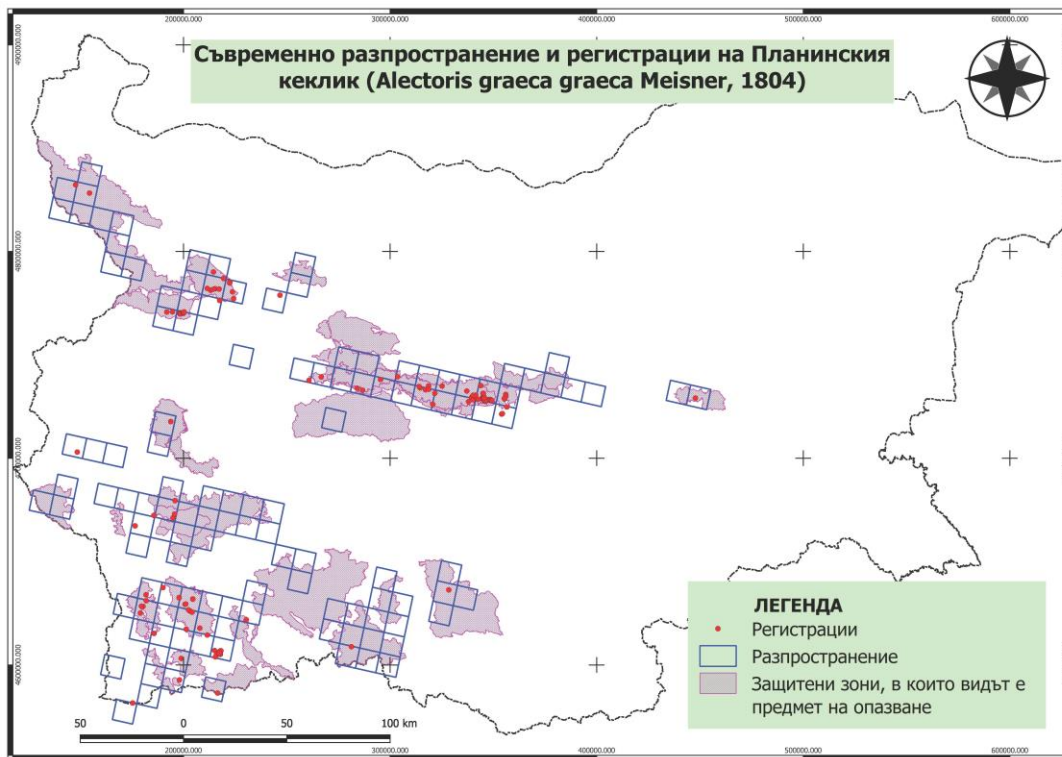 200000.000 300000.000 400000.000 500000.000 600000.000
4900000.000
Съвременно разпространение и регистрации на Планинския
кеклик (Alectoris graeca graeca Meisner, 1804)
4800000.000
4600000.000
ЛЕГЕНДА
Регистрации
Разпространение
Защитени зони, в които видът е
предмет на опазване
50 0 50 100 km
200000.000 300000.000 400000.000 500000.000 600000.000